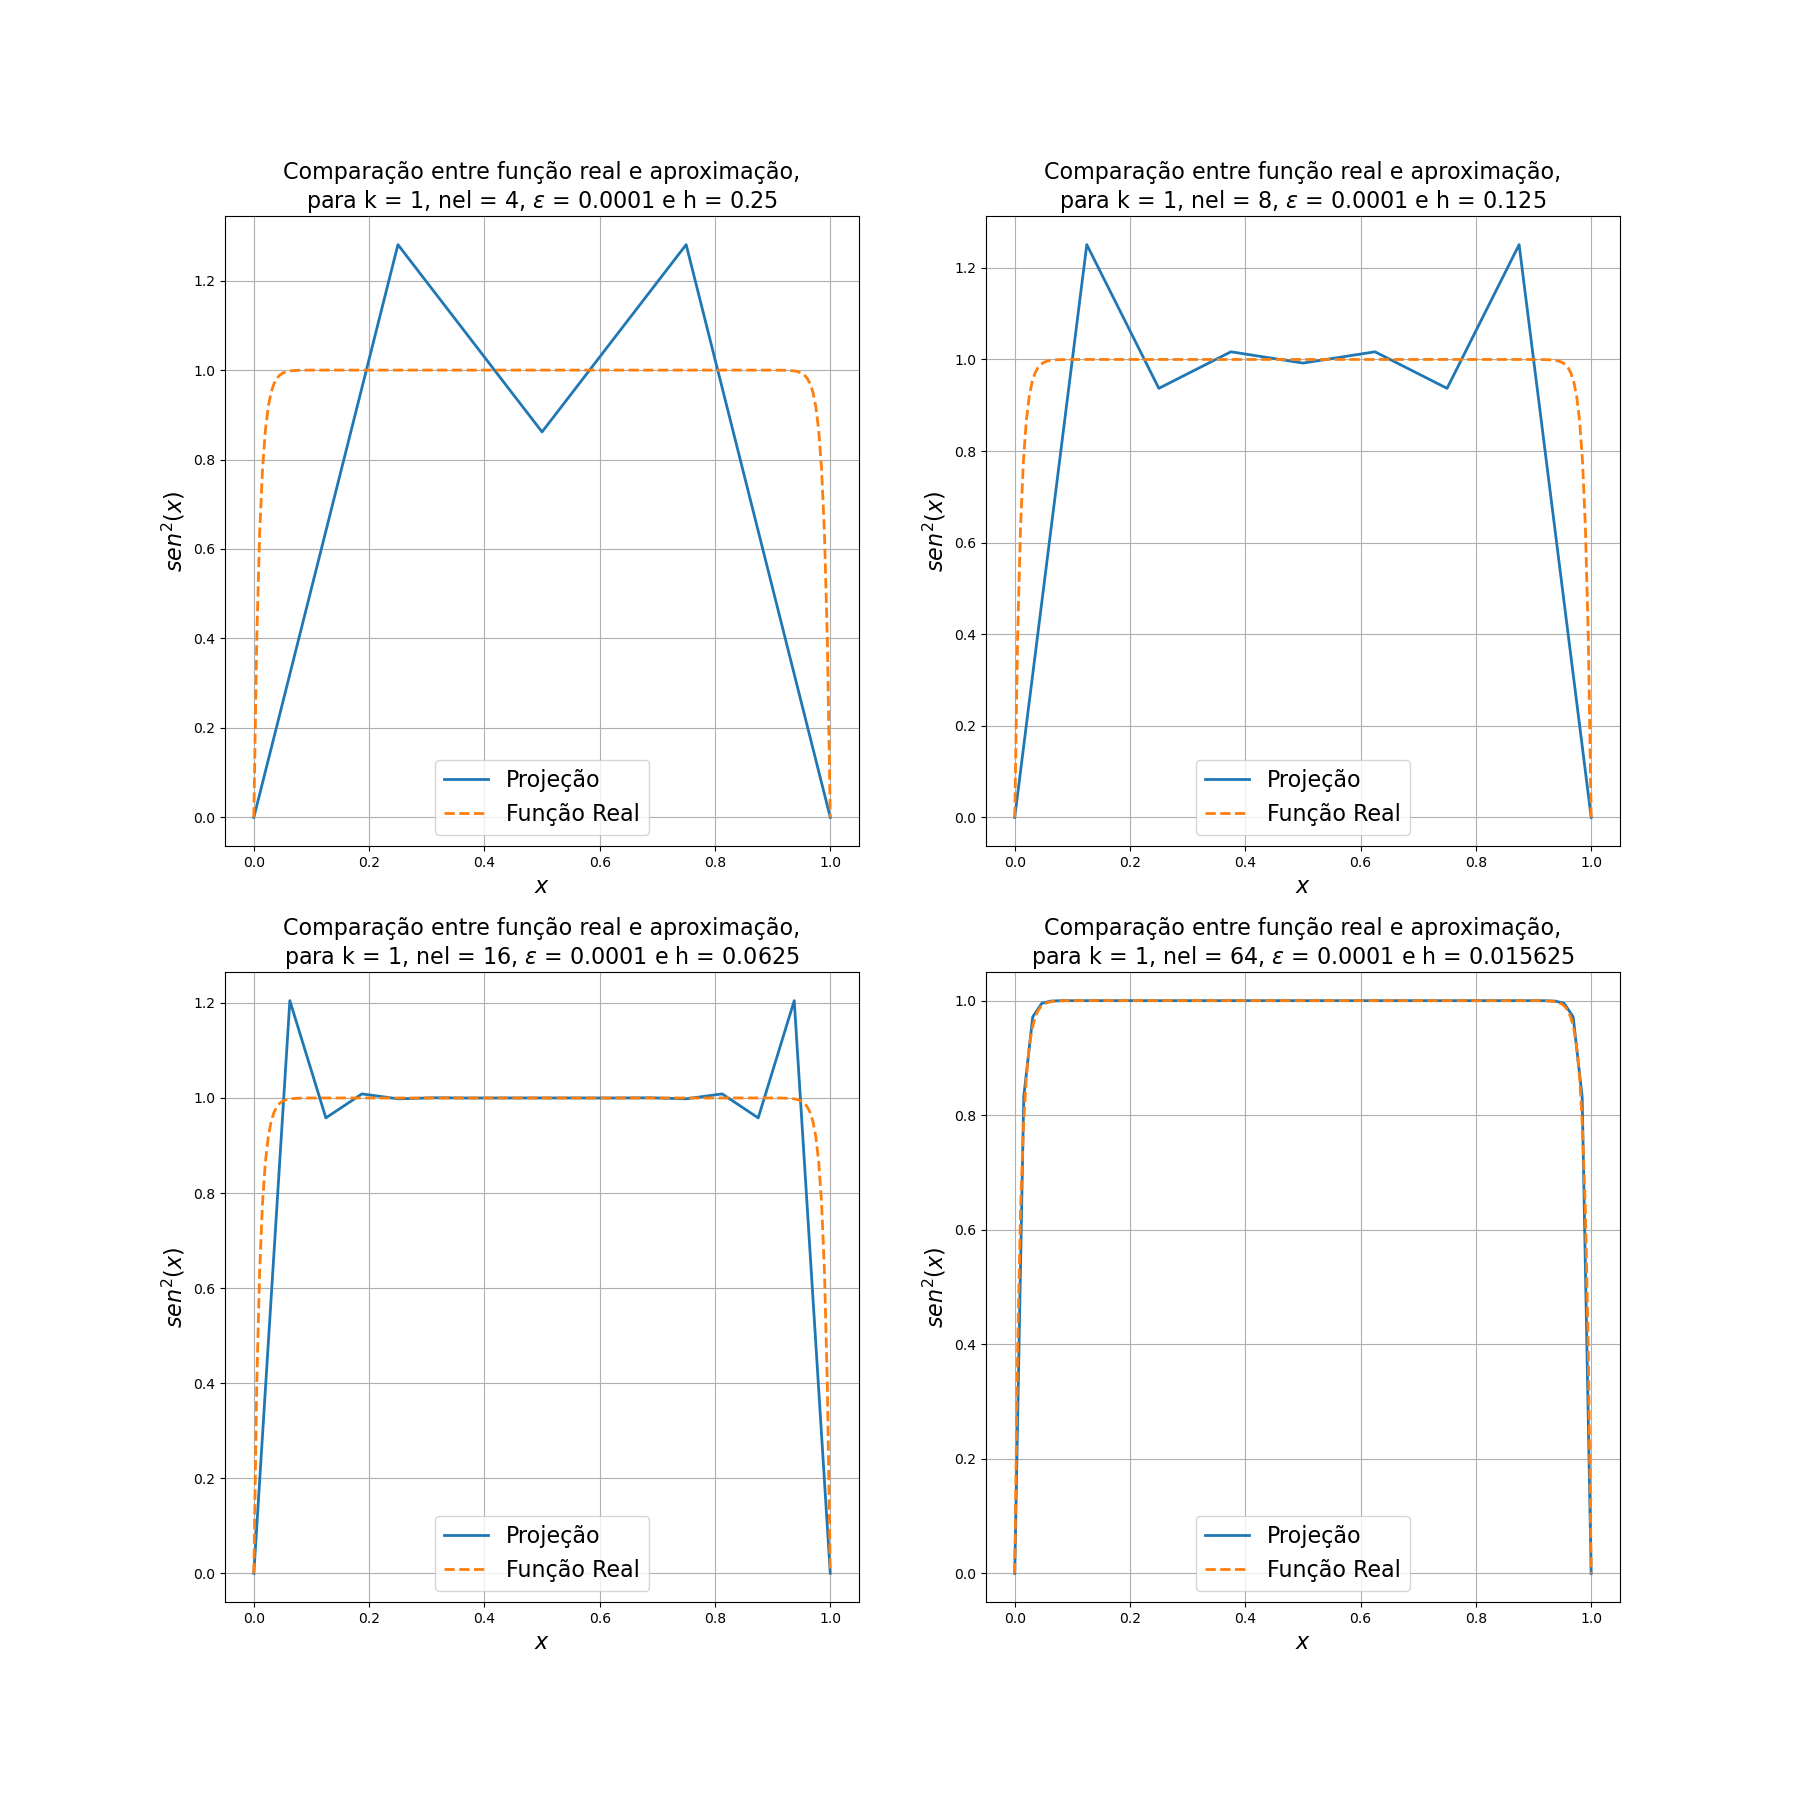 Comparação entre função real e aproximação,
para k = 1, nel = 4, ε = 0.0001 e h = 0.25
1.2
1.0
0.8
0.6
0.4
0.2
0.0
sen²(x)
Projeção
Função Real
0.0 0.2 0.4 0.6 0.8 1.0
x
Comparação entre função real e aproximação,
para k = 1, nel = 8, ε = 0.0001 e h = 0.125
1.2
1.0
0.8
0.6
0.4
0.2
0.0
sen²(x)
Projeção
Função Real
0.0 0.2 0.4 0.6 0.8 1.0
x
Comparação entre função real e aproximação,
para k = 1, nel = 16, ε = 0.0001 e h = 0.0625
1.2
1.0
0.8
0.6
0.4
0.2
0.0
sen²(x)
Projeção
Função Real
0.0 0.2 0.4 0.6 0.8 1.0
x
Comparação entre função real e aproximação,
para k = 1, nel = 64, ε = 0.0001 e h = 0.015625
1.0
0.8
0.6
0.4
0.2
0.0
sen²(x)
Projeção
Função Real
0.0 0.2 0.4 0.6 0.8 1.0
x